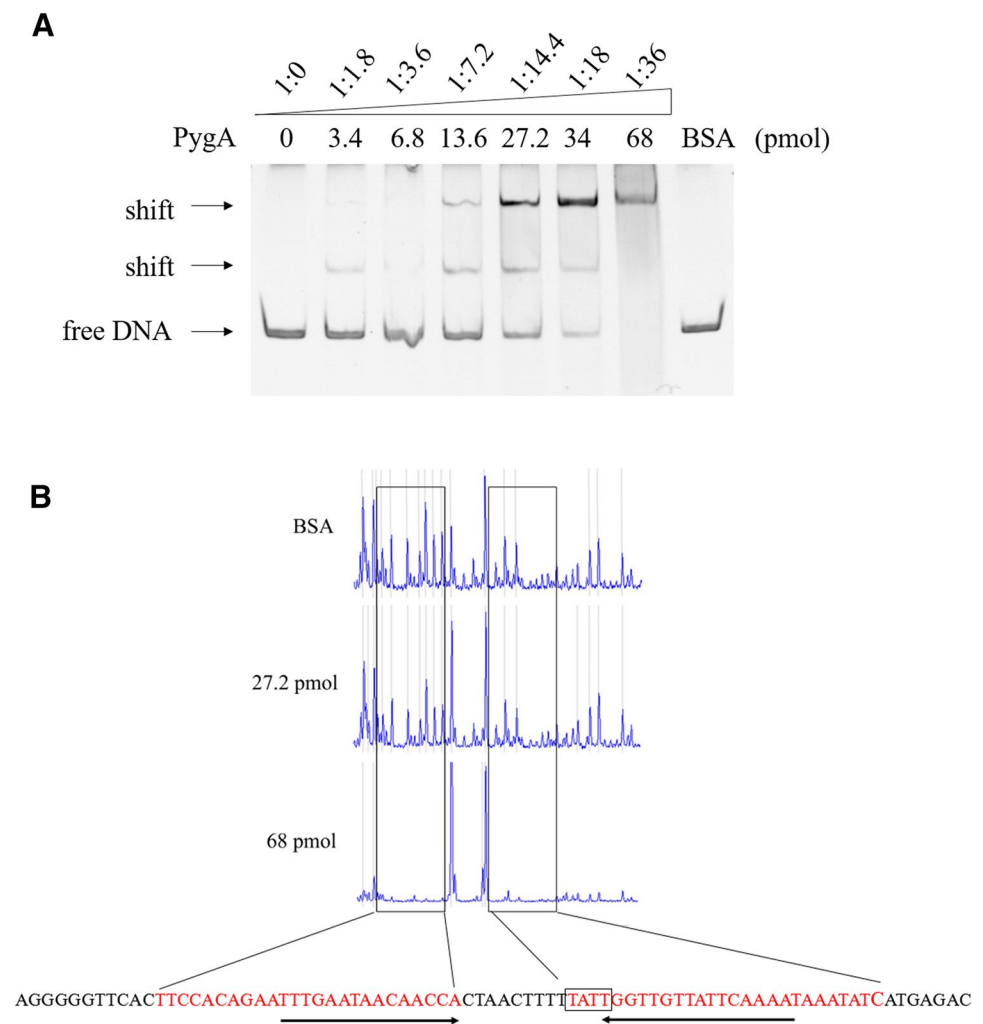 A
1:0 1:1.8 1:3.6 1:7.2 1:14.4 1:18 1:36
PygA 0 3.4 6.8 13.6 27.2 34 68 BSA (pmol)
shift
shift
free DNA
B
BSA
27.2 pmol
68 pmol
AGGGGGTTCACTTCCACAGAATTTGAATAACAACCACTAACTTTTTATTGGTTGTTATTCAAAATAAATATCATGAGAC